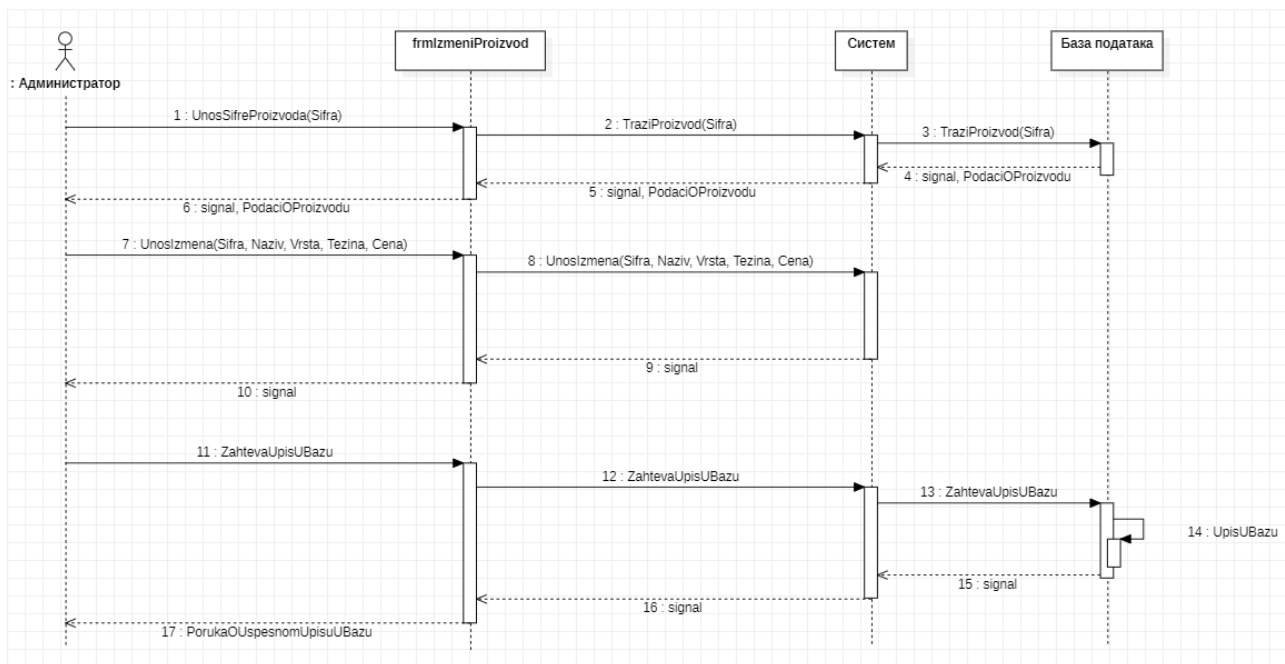 frmIzmeniProizvod
Систем
База података
: Администратор
1 : UnosSifreProizvoda(Sifra)
2 : TraziProizvod(Sifra)
3 : TraziProizvod(Sifra)
4 : signal, PodaciOProizvodu
5 : signal, PodaciOProizvodu
6 : signal, PodaciOProizvodu
7 : UnosIzmena(Sifra, Naziv, Vrsta, Tezina, Cena)
8 : UnosIzmena(Sifra, Naziv, Vrsta, Tezina, Cena)
9 : signal
10 : signal
11 : ZahtevaUpisUBazu
12 : ZahtevaUpisUBazu
13 : ZahtevaUpisUBazu
14 : UpisUBazu
15 : signal
16 : signal
17 : PorukaOUspesnomUpisuUBazu